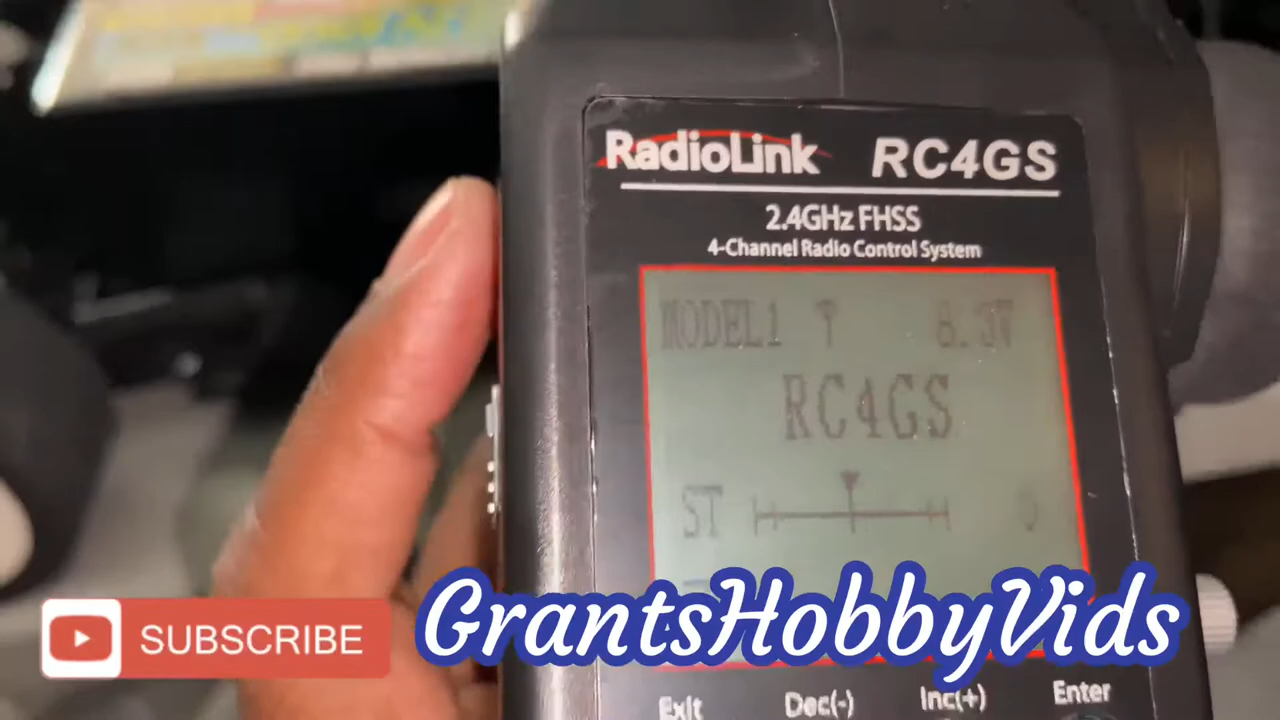 RadioLink RC4GS
2.4GHz FHSS
4-Channel Radio Control System
MODEL1 8.3V
RC4GS
ST 0
SUBSCRIBE
GrantsHobbyVids
Exit Dec(-) Inc(+) Enter